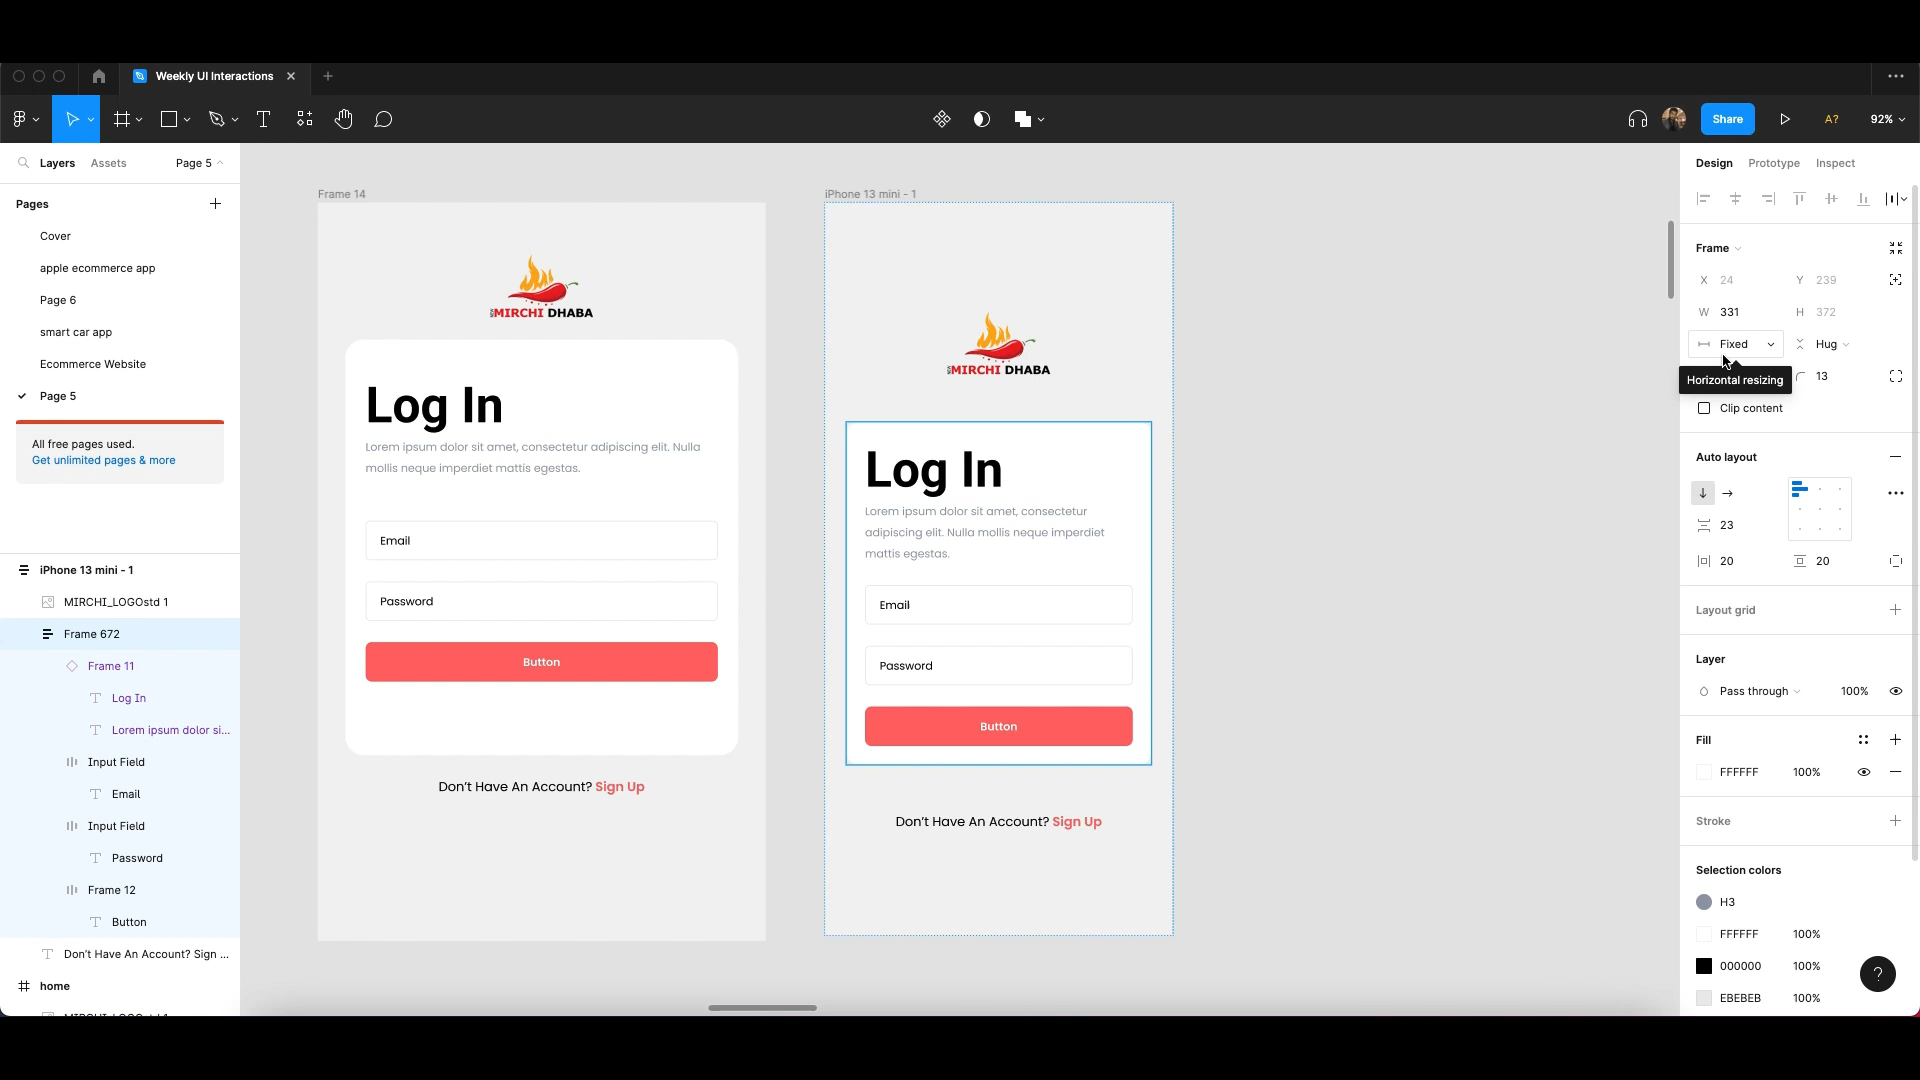 Weekly UI Interactions
Share
A?
92%
Layers
Assets
Page 5
Pages
Cover
apple ecommerce app
Page 6
smart car app
Ecommerce Website
Page 5
All free pages used.
Get unlimited pages & more
iPhone 13 mini - 1
MIRCHI_LOGOstd 1
Frame 672
Frame 11
Log In
Lorem ipsum dolor si...
Input Field
Email
Input Field
Password
Frame 12
Button
Don't Have An Account? Sign ...
home
Frame 14
MIRCHI DHABA
Log In
Lorem ipsum dolor sit amet, consectetur adipiscing elit. Nulla
mollis neque imperdiet mattis egestas.
Email
Password
Button
Don't Have An Account? Sign Up
iPhone 13 mini - 1
MIRCHI DHABA
Log In
Lorem ipsum dolor sit amet, consectetur
adipiscing elit. Nulla mollis neque imperdiet
mattis egestas.
Email
Password
Button
Don't Have An Account? Sign Up
Design
Prototype
Inspect
Frame
X 24
Y 239
W 331
H 372
Fixed
Hug
Horizontal resizing
13
Clip content
Auto layout
23
20
20
Layout grid
Layer
Pass through
100%
Fill
FFFFFF
100%
Stroke
Selection colors
H3
FFFFFF
100%
000000
100%
EBEBEB
100%
?